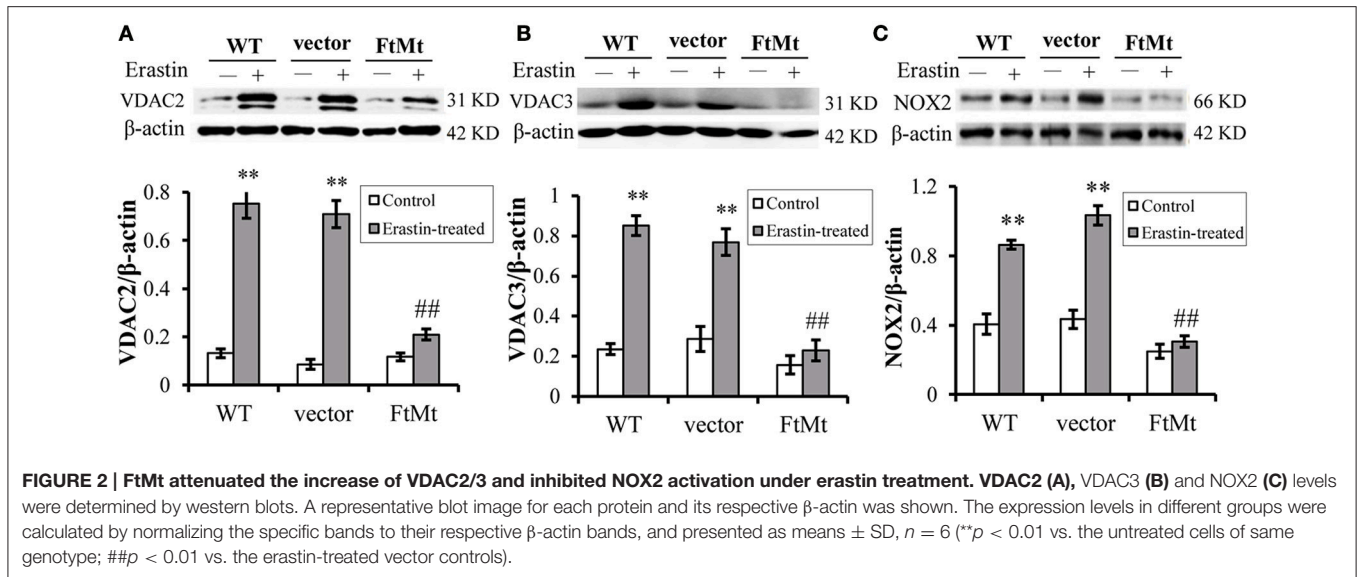 A
WT vector FtMt
Erastin — + — + — +
VDAC2 31 KD
β-actin 42 KD
0.8
0.6
0.4
0.2
0
VDAC2/β-actin
** ** ##
Control
Erastin-treated
WT vector FtMt
B
WT vector FtMt
Erastin — + — + — +
VDAC3 31 KD
β-actin 42 KD
1
0.8
0.6
0.4
0.2
0
VDAC3/β-actin
** ** ##
Control
Erastin-treated
WT vector FtMt
C
WT vector FtMt
Erastin — + — + — +
NOX2 66 KD
β-actin 42 KD
1.2
0.8
0.4
0
NOX2/β-actin
** ** ##
Control
Erastin-treated
WT vector FtMt
FIGURE 2 | FtMt attenuated the increase of VDAC2/3 and inhibited NOX2 activation under erastin treatment. VDAC2 (A), VDAC3 (B) and NOX2 (C) levels
were determined by western blots. A representative blot image for each protein and its respective β-actin was shown. The expression levels in different groups were
calculated by normalizing the specific bands to their respective β-actin bands, and presented as means ± SD, n = 6 (**p < 0.01 vs. the untreated cells of same
genotype; ##p < 0.01 vs. the erastin-treated vector controls).